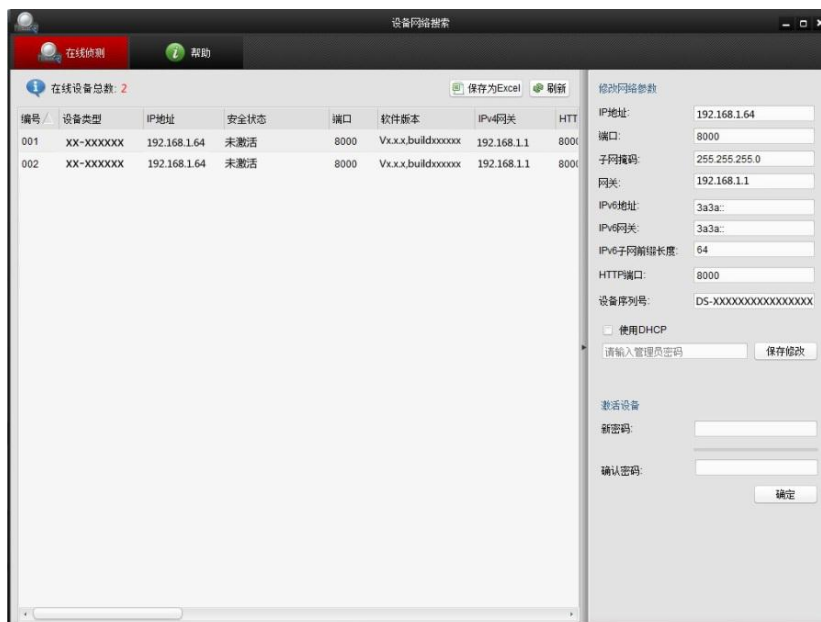 设备网络搜索
在线侦测 帮助
在线设备总数: 2 保存为Excel 刷新
编号 设备类型 IP地址 安全状态 端口 软件版本 IPv4网关 HTT
001 XX-XXXXXX 192.168.1.64 未激活 8000 Vx.x.x,buildxxxxxx 192.168.1.1 8000
002 XX-XXXXXX 192.168.1.64 未激活 8000 Vx.x.x,buildxxxxxx 192.168.1.1 8000
修改网络参数
IP地址: 192.168.1.64
端口: 8000
子网掩码: 255.255.255.0
网关: 192.168.1.1
IPv6地址: 3a3a::
IPv6网关: 3a3a::
IPv6子网前缀长度: 64
HTTP端口: 8000
设备序列号: DS-XXXXXXXXXXXXXXXX
使用DHCP
请输入管理员密码 保存修改
激活设备
新密码:
确认密码:
确定